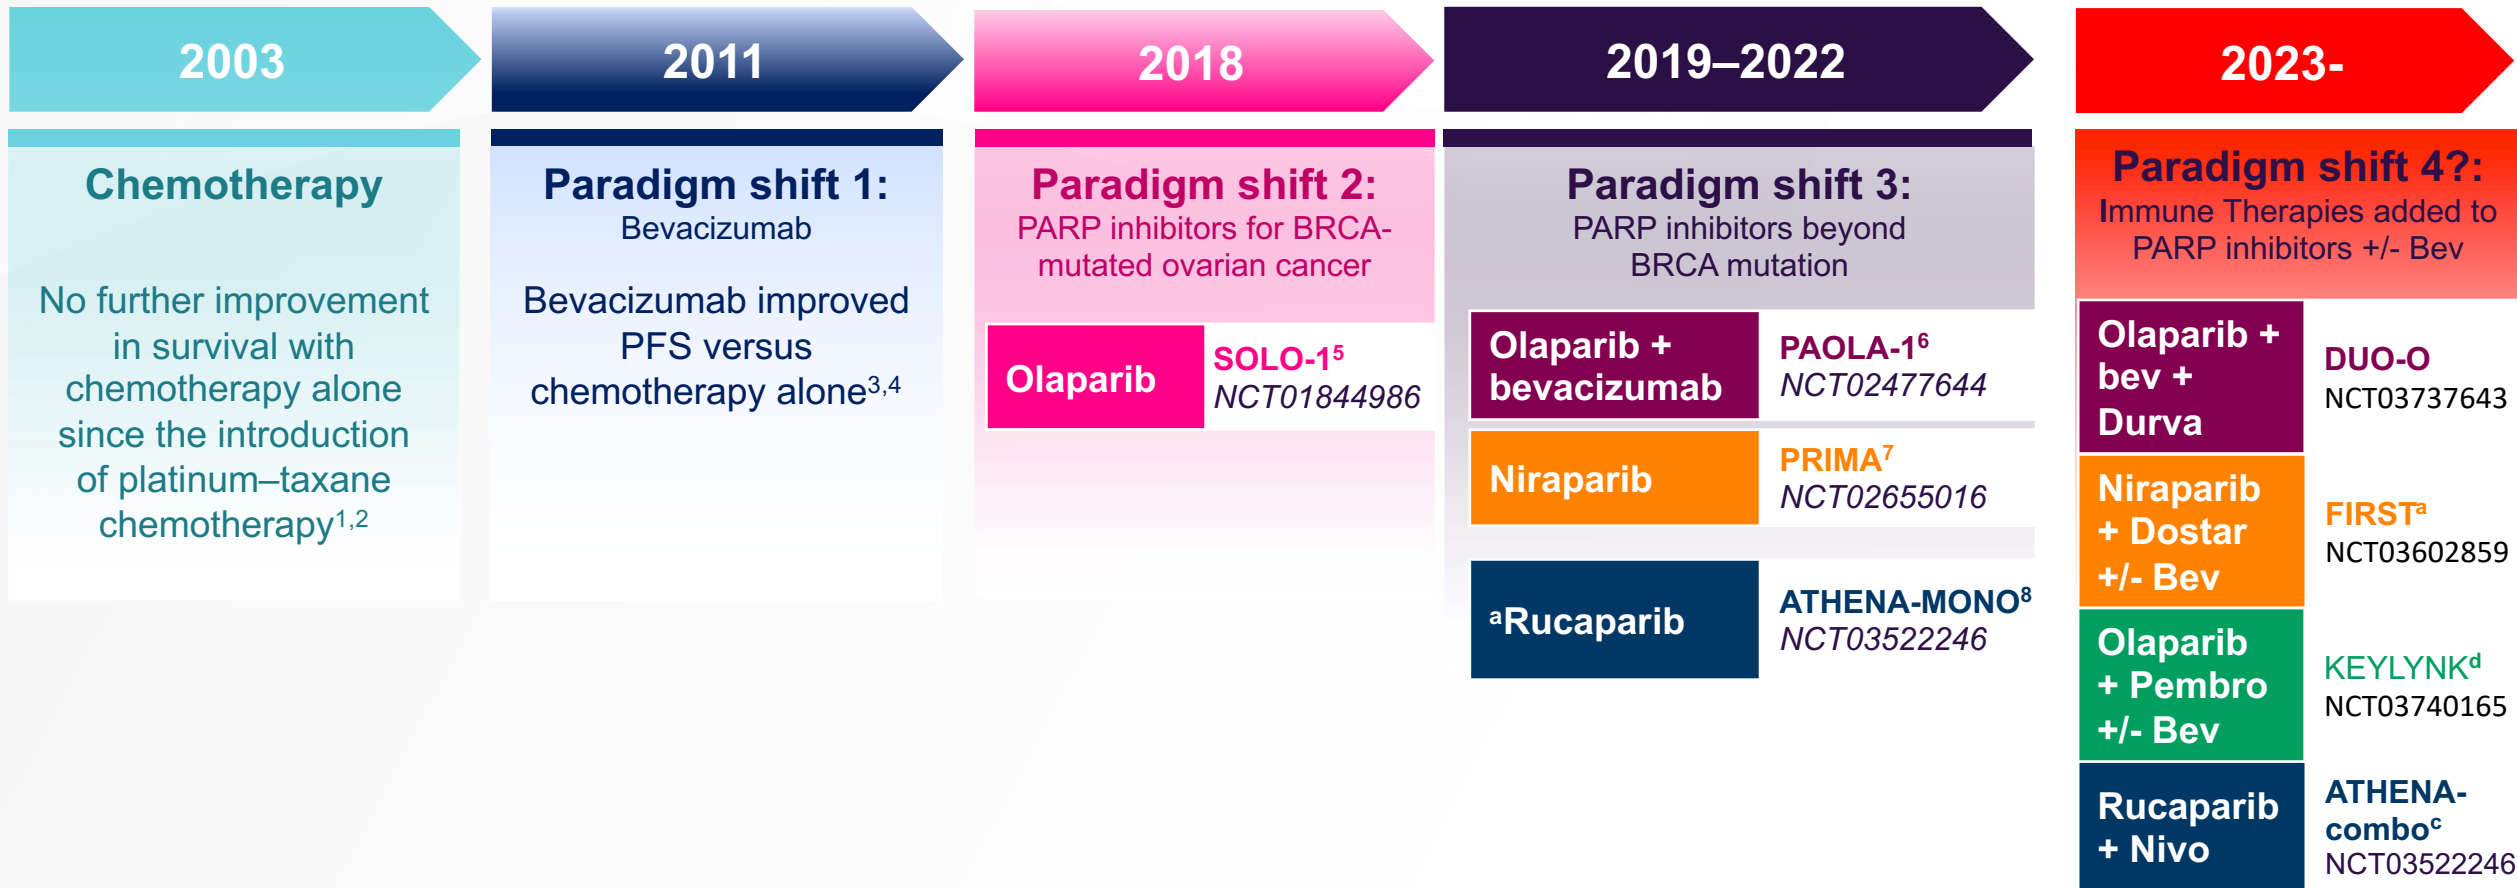 2003
Chemotherapy
No further improvement
in survival with
chemotherapy alone
since the introduction
of platinum–taxane
chemotherapy1,2
2011
Paradigm shift 1:
Bevacizumab
Bevacizumab improved
PFS versus
chemotherapy alone3,4
2018
Paradigm shift 2:
PARP inhibitors for BRCA-
mutated ovarian cancer
Olaparib
SOLO-15
NCT01844986
2019–2022
Paradigm shift 3:
PARP inhibitors beyond
BRCA mutation
Olaparib +
bevacizumab
PAOLA-16
NCT02477644
Niraparib
PRIMA7
NCT02655016
aRucaparib
ATHENA-MONO8
NCT03522246
2023-
Paradigm shift 4?:
Immune Therapies added to
PARP inhibitors +/- Bev
Olaparib +
bev +
Durva
DUO-O
NCT03737643
Niraparib
+ Dostar
+/- Bev
FIRSTa
NCT03602859
Olaparib
+ Pembro
+/- Bev
KEYLYNKd
NCT03740165
Rucaparib
+ Nivo
ATHENA-
comboc
NCT03522246